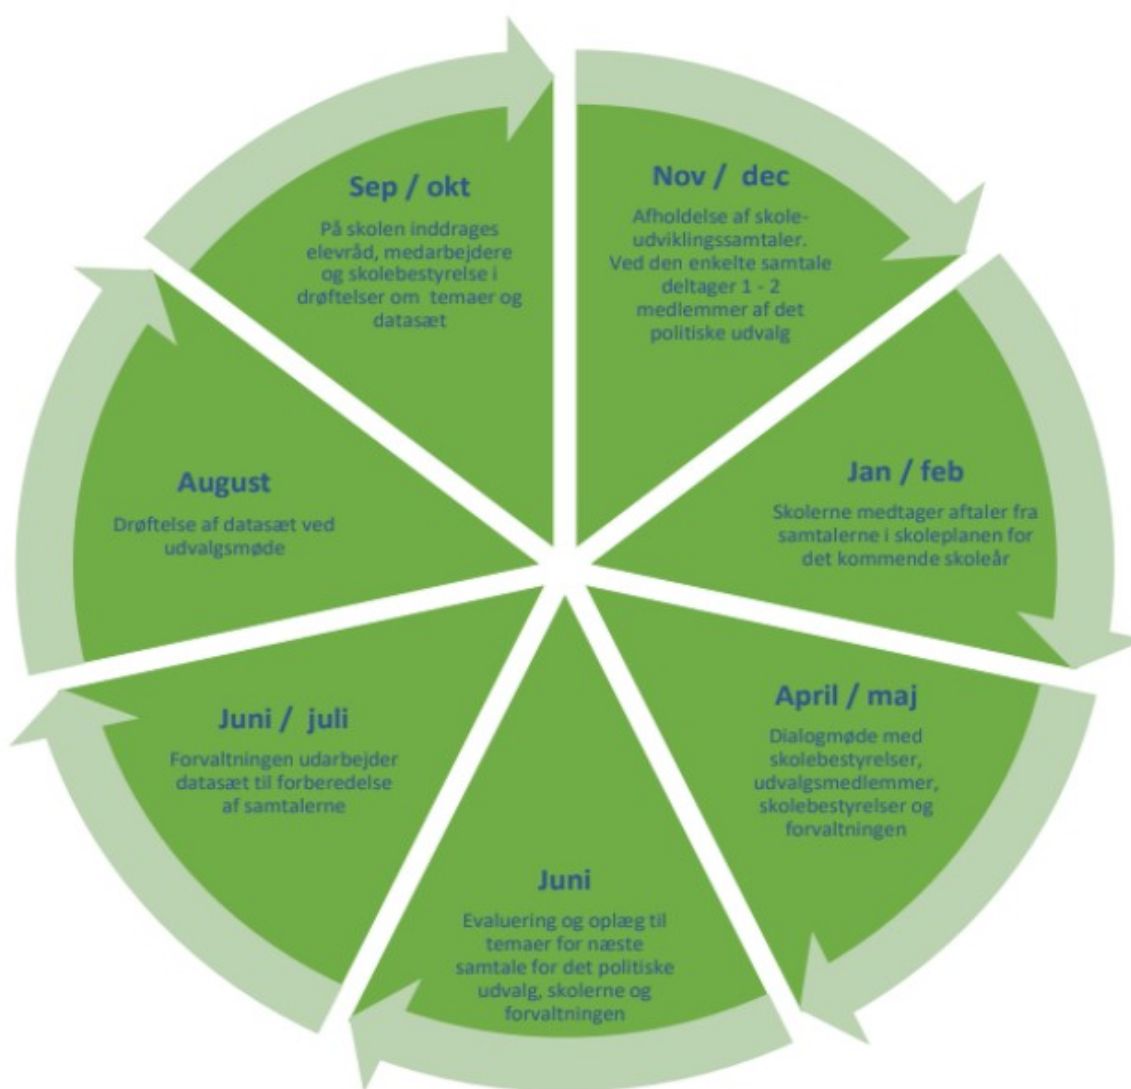 Nov / dec
Afholdelse af skole-
udviklingssamtaler.
Ved den enkelte samtale
deltager 1 - 2
medlemmer af det
politiske udvalg
Jan / feb
Skolerne medtager aftaler fra
samtalerne i skoleplanen for
det kommende skoleår
April / maj
Dialogmøde med
skolebestyrelser,
udvalgsmedlemmer,
skolebestyrelser og
forvaltningen
Juni
Evaluering og oplæg til
temaer for næste
samtale for det politiske
udvalg, skolerne og
forvaltningen
Juni / juli
Forvaltningen udarbejder
datasæt til forberedelse
af samtalerne
August
Drøftelse af datasæt ved
udvalgsmøde
Sep / okt
På skolen inddrages
elevråd, medarbejdere
og skolebestyrelse i
drøftelser om temaer og
datasæt